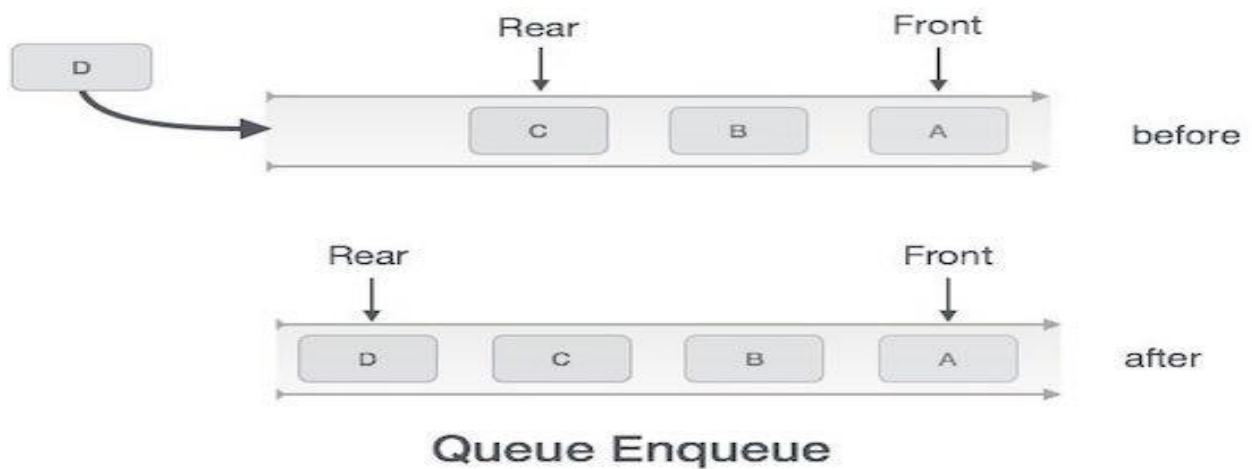 Rear Front
D
C B A
before
Rear Front
D C B A
after
Queue Enqueue